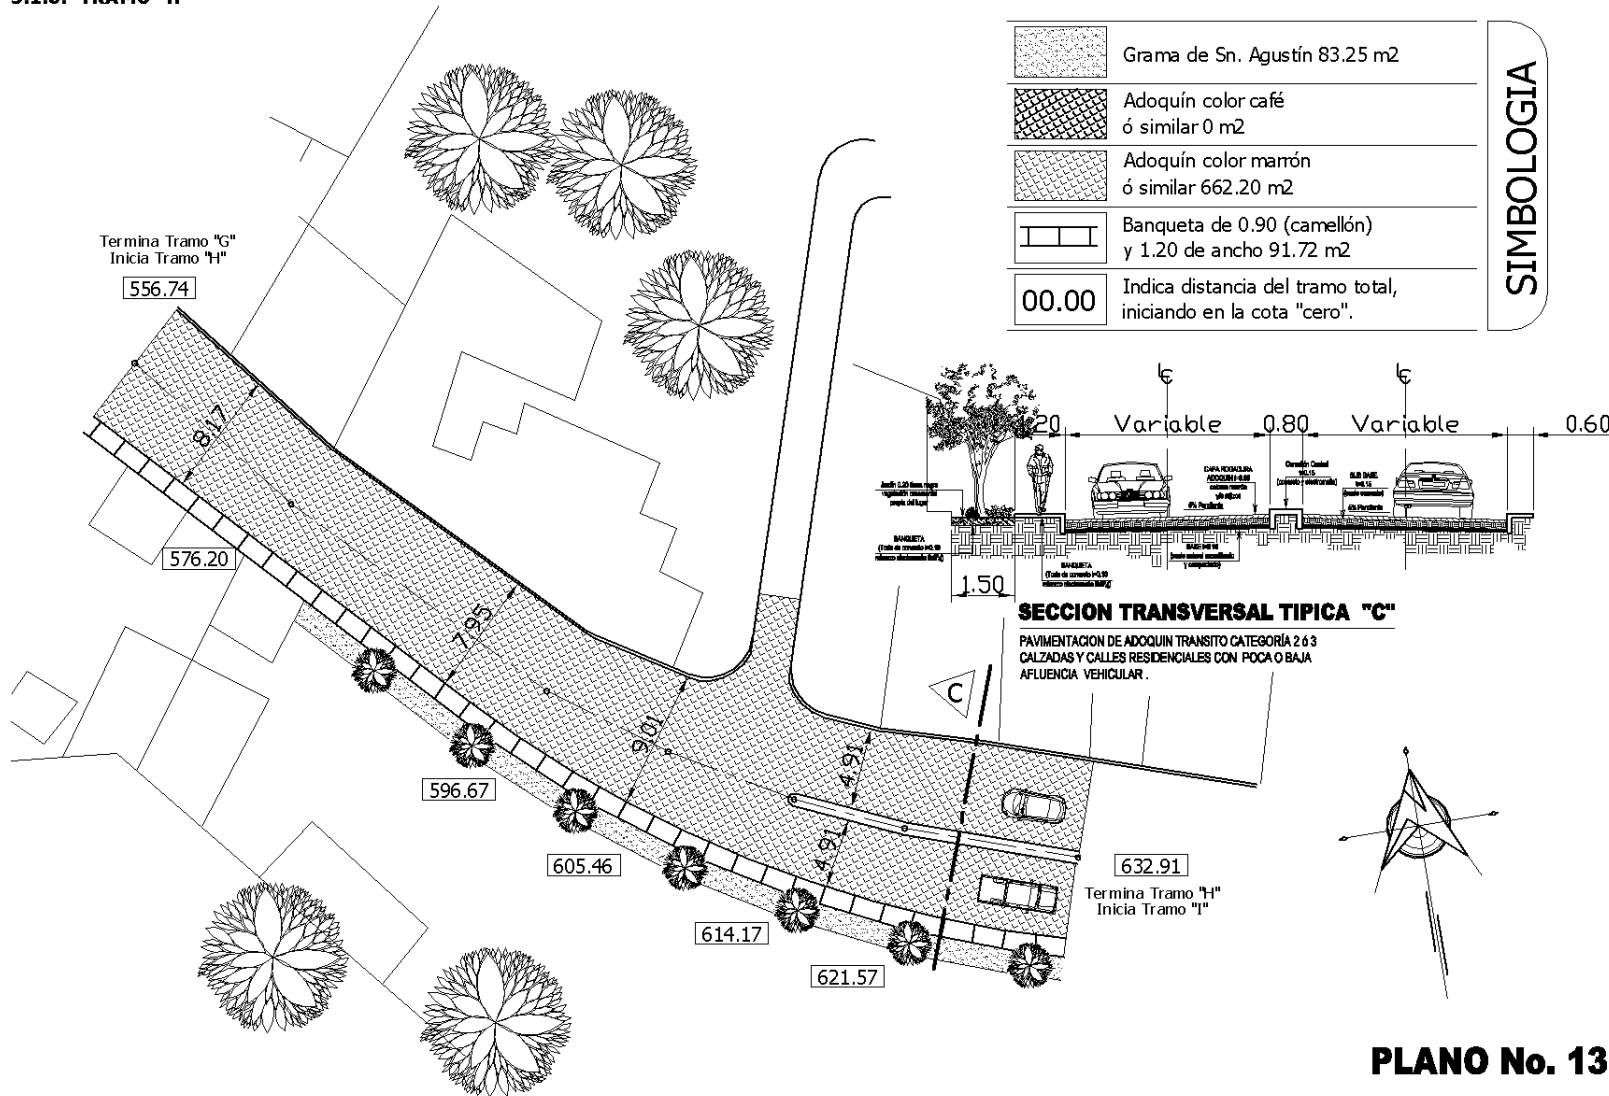 Grama de Sn. Agustín 83.25 m2
Adoquín color café
ó similar 0 m2
Adoquín color marrón
ó similar 662.20 m2
Banqueta de 0.90 (camellón)
y 1.20 de ancho 91.72 m2
00.00
Indica distancia del tramo total,
iniciando en la cota "cero".
SIMBOLOGIA
Termina Tramo "G"
Inicia Tramo "H"
556.74
8.17
576.20
7.95
596.67
9.01
605.46
4.91
4.91
614.17
621.57
632.91
Termina Tramo "H"
Inicia Tramo "I"
C
Variable
0.80
Variable
0.60
BANQUETA
BANQUETA
1.50
SECCION TRANSVERSAL TIPICA "C"
PAVIMENTACION DE ADOQUIN TRANSITO CATEGORÍA 2 ó 3
CALZADAS Y CALLES RESIDENCIALES CON POCA O BAJA
AFLUENCIA VEHICULAR .
PLANO No. 13